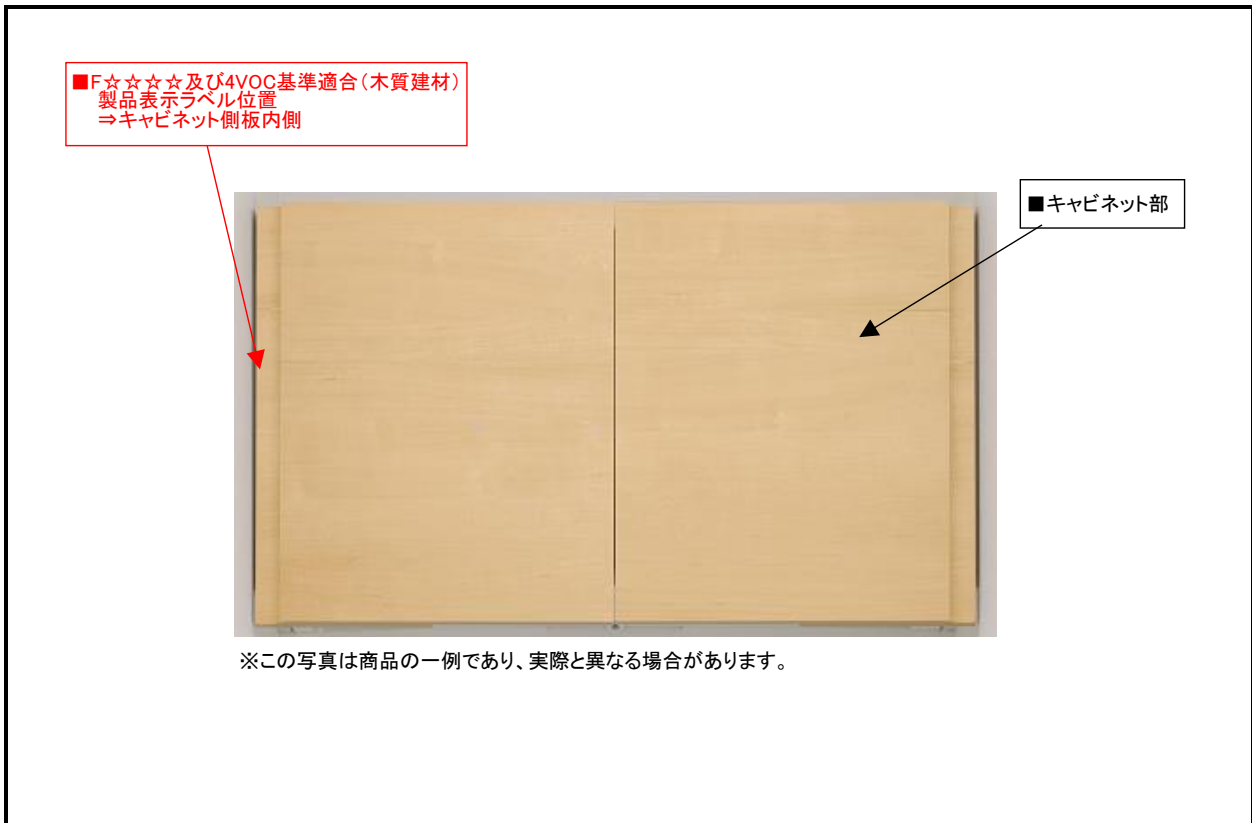 ■F☆☆☆☆及び4VOC基準適合（木質建材）
製品表示ラベル位置
⇒キャビネット側板内側
■キャビネット部
※この写真は商品の一例であり、実際と異なる場合があります。